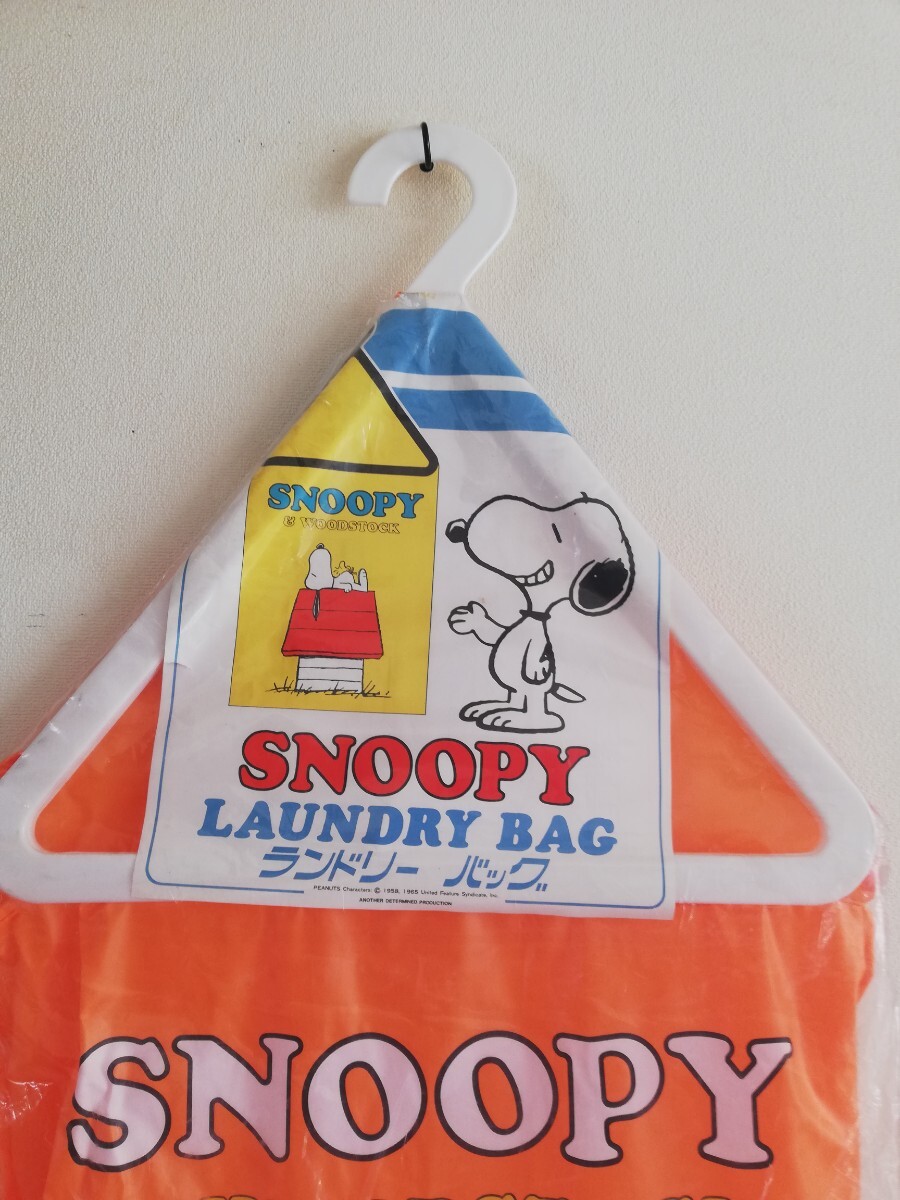 SNOOPY
& WOODSTOCK
SNOOPY
LAUNDRY BAG
ランドリー バッグ
PEANUTS Characters: © 1958, 1965 United Feature Syndicate, Inc.
ANOTHER DETERMINED PRODUCTION
SNOOPY